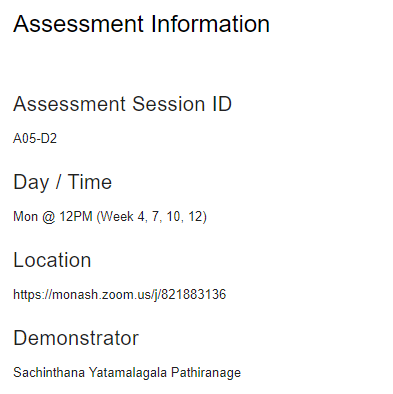 Assessment Information
Assessment Session ID
A05-D2
Day / Time
Mon @ 12PM (Week 4, 7, 10, 12)
Location
https://monash.zoom.us/j/821883136
Demonstrator
Sachinthana Yatamalagala Pathiranage